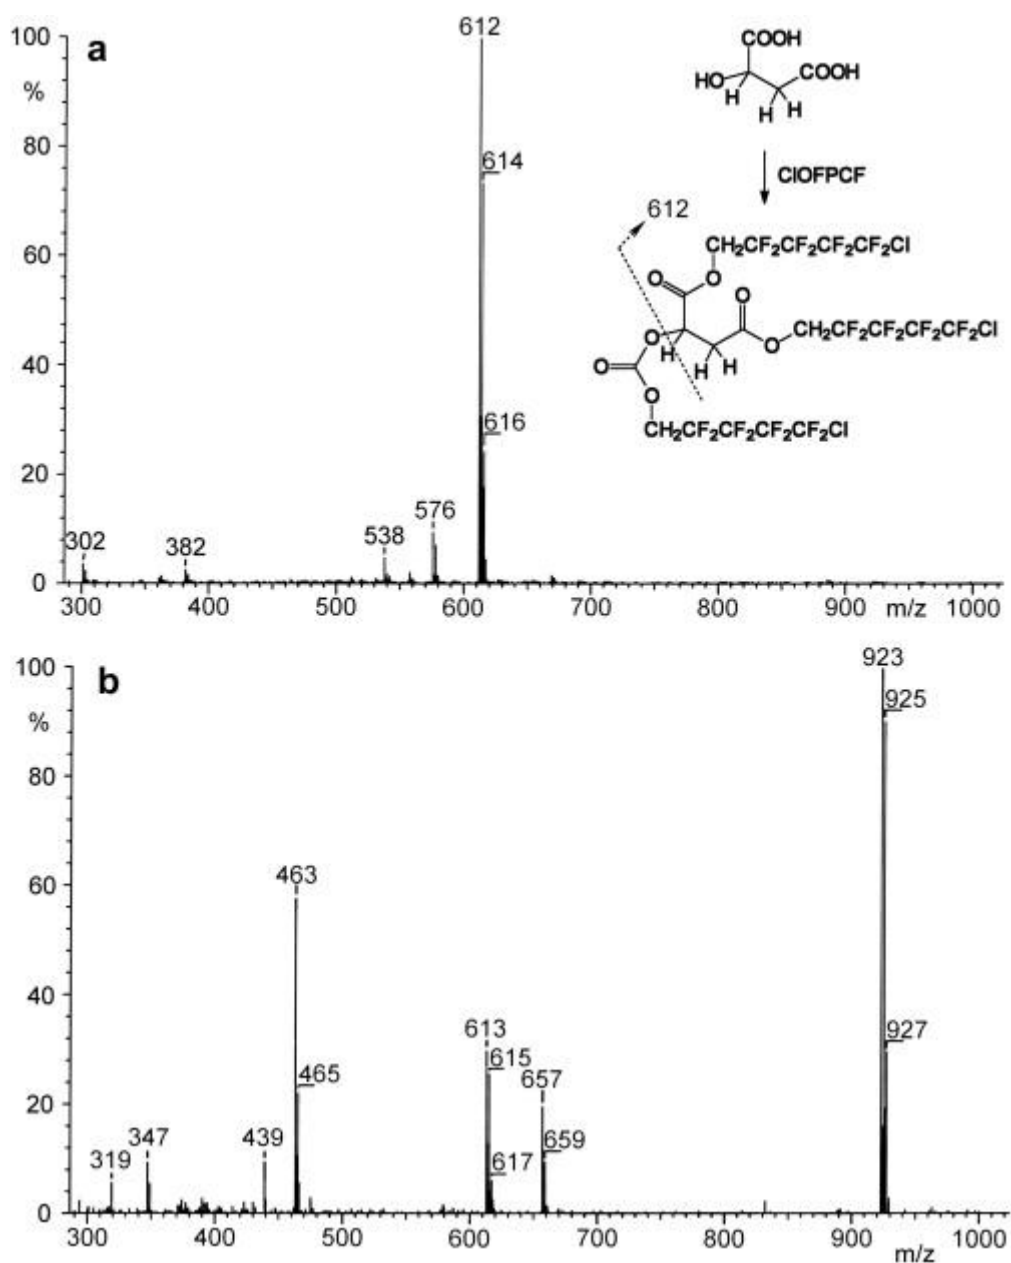 a
100
%
80
60
40
20
0
612
614
616
576
538
382
302
300 400 500 600 700 800 900 m/z 1000
COOH
COOH
HO
H
H H
ClOFPCF
612
CH₂CF₂CF₂CF₂CF₂Cl
O O
O
CH₂CF₂CF₂CF₂CF₂Cl
O
O
H
H H
O
O
CH₂CF₂CF₂CF₂CF₂Cl
b
100
%
80
60
40
20
0
923
925
927
463
465
613
615
617
657
659
439
347
319
300 400 500 600 700 800 900 1000
m/z